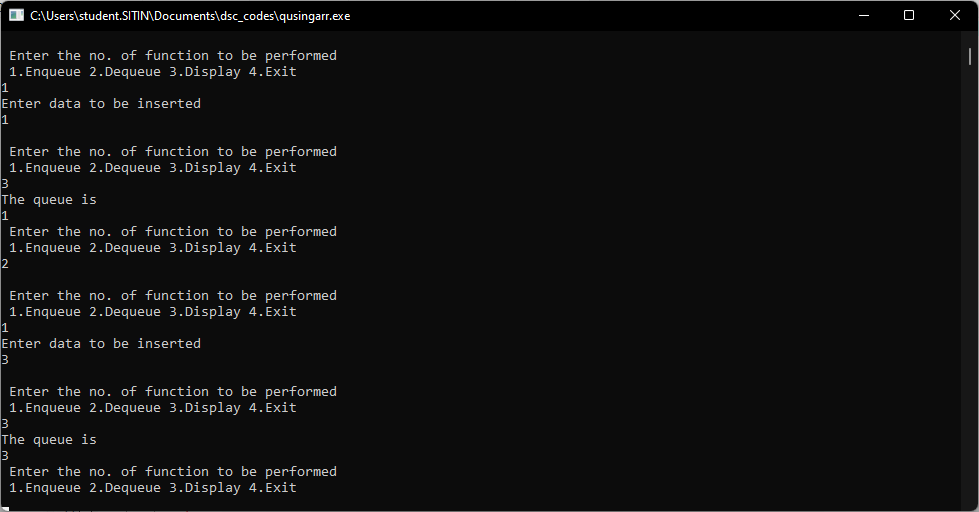 C:\Users\student.SITIN\Documents\dsc_codes\qusingarr.exe
Enter the no. of function to be performed
1.Enqueue 2.Dequeue 3.Display 4.Exit
1
Enter data to be inserted
1
Enter the no. of function to be performed
1.Enqueue 2.Dequeue 3.Display 4.Exit
3
The queue is
1
Enter the no. of function to be performed
1.Enqueue 2.Dequeue 3.Display 4.Exit
2
Enter the no. of function to be performed
1.Enqueue 2.Dequeue 3.Display 4.Exit
1
Enter data to be inserted
3
Enter the no. of function to be performed
1.Enqueue 2.Dequeue 3.Display 4.Exit
3
The queue is
3
Enter the no. of function to be performed
1.Enqueue 2.Dequeue 3.Display 4.Exit